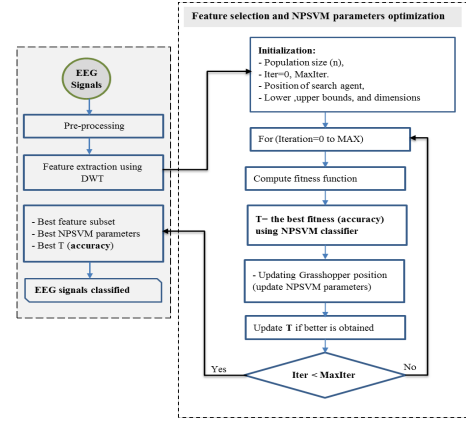 Feature selection and NPSVM parameters optimization
EEG
Signals
Pre-processing
Feature extraction using
DWT
- Best feature subset
- Best NPSVM parameters
- Best T (accuracy)
EEG signals classified
Initialization:
- Population size (n),
- Iter=0, MaxIter.
- Position of search agent,
- Lower ,upper bounds, and dimensions
For (Iteration=0 to MAX)
Compute fitness function
T= the best fitness (accuracy)
using NPSVM classifier
- Updating Grasshopper position
(update NPSVM parameters)
Update T if better is obtained
Yes
Iter < MaxIter
No